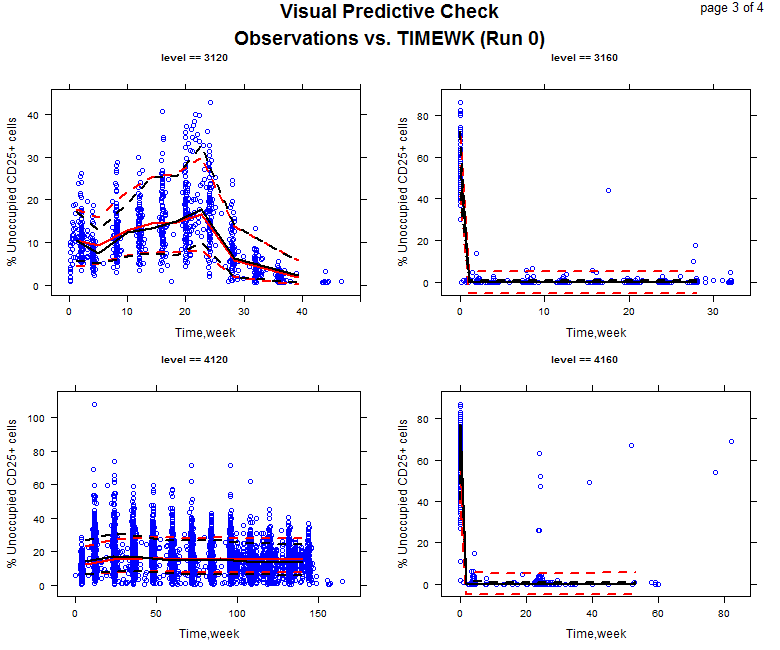 page 3 of 4
Visual Predictive Check
Observations vs. TIMEWK (Run 0)
level == 3120
% Unoccupied CD25+ cells
40
30
20
10
0
0 10 20 30 40
Time,week
level == 3160
% Unoccupied CD25+ cells
80
60
40
20
0
0 10 20 30
Time,week
level == 4120
% Unoccupied CD25+ cells
100
80
60
40
20
0
0 50 100 150
Time,week
level == 4160
% Unoccupied CD25+ cells
80
60
40
20
0
0 20 40 60 80
Time,week